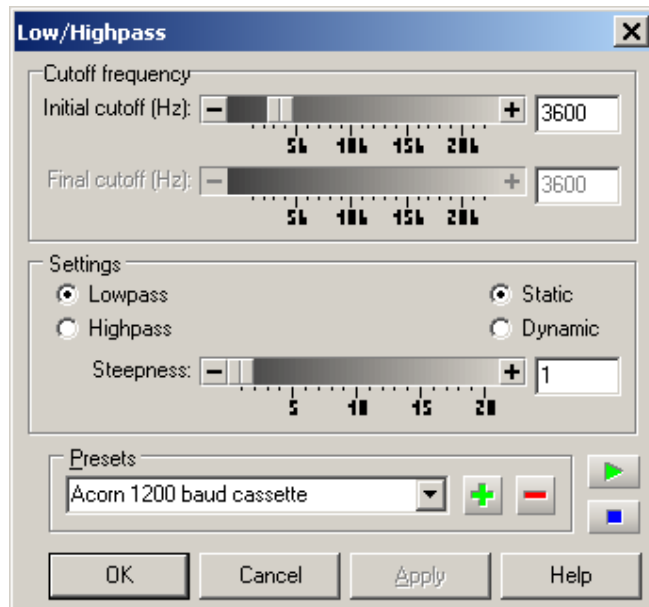 Low/Highpass
Cutoff frequency
Initial cutoff (Hz): 3600
5k 10k 15k 20k
Final cutoff (Hz): 3600
5k 10k 15k 20k
Settings
Lowpass Static
Highpass Dynamic
Steepness: 1
5 10 15 20
Presets
Acorn 1200 baud cassette
OK Cancel Apply Help